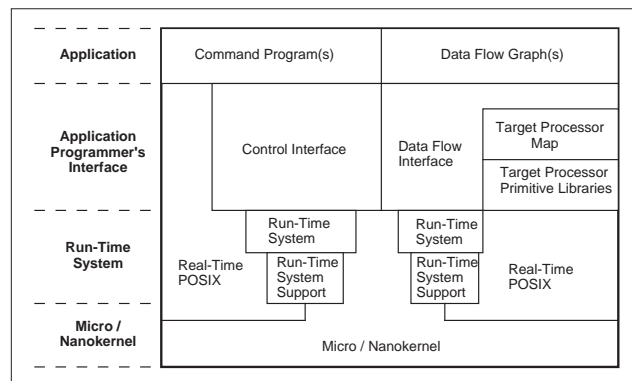 Application
Command Program(s)
Data Flow Graph(s)
Application
Programmer's
Interface
Control Interface
Data Flow
Interface
Target Processor
Map
Target Processor
Primitive Libraries
Run-Time
System
Real-Time
POSIX
Run-Time
System
Run-Time
System
Support
Run-Time
System
Run-Time
System
Support
Real-Time
POSIX
Micro /
Nanokernel
Micro / Nanokernel